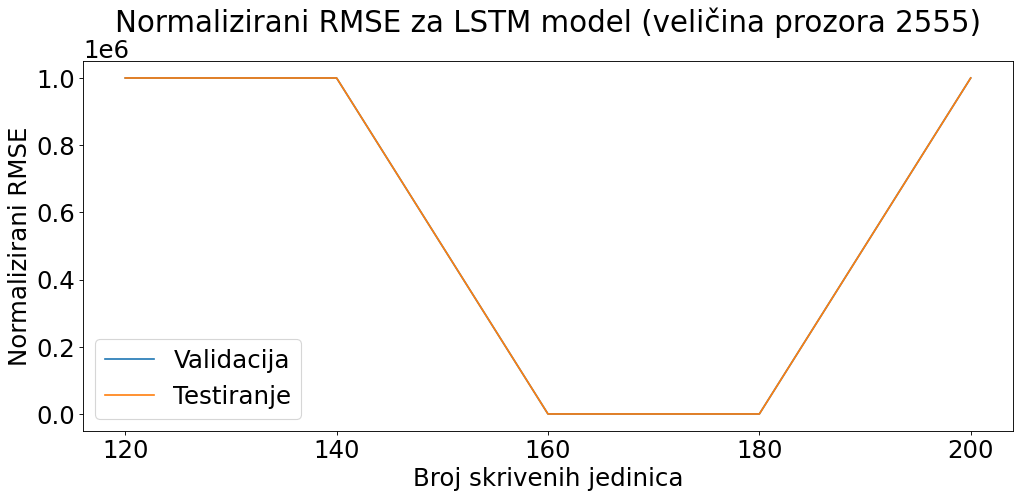 Normalizirani RMSE za LSTM model (veličina prozora 2555)
1e6
1.0
0.8
0.6
0.4
0.2
0.0
Normalizirani RMSE
Validacija
Testiranje
120 140 160 180 200
Broj skrivenih jedinica